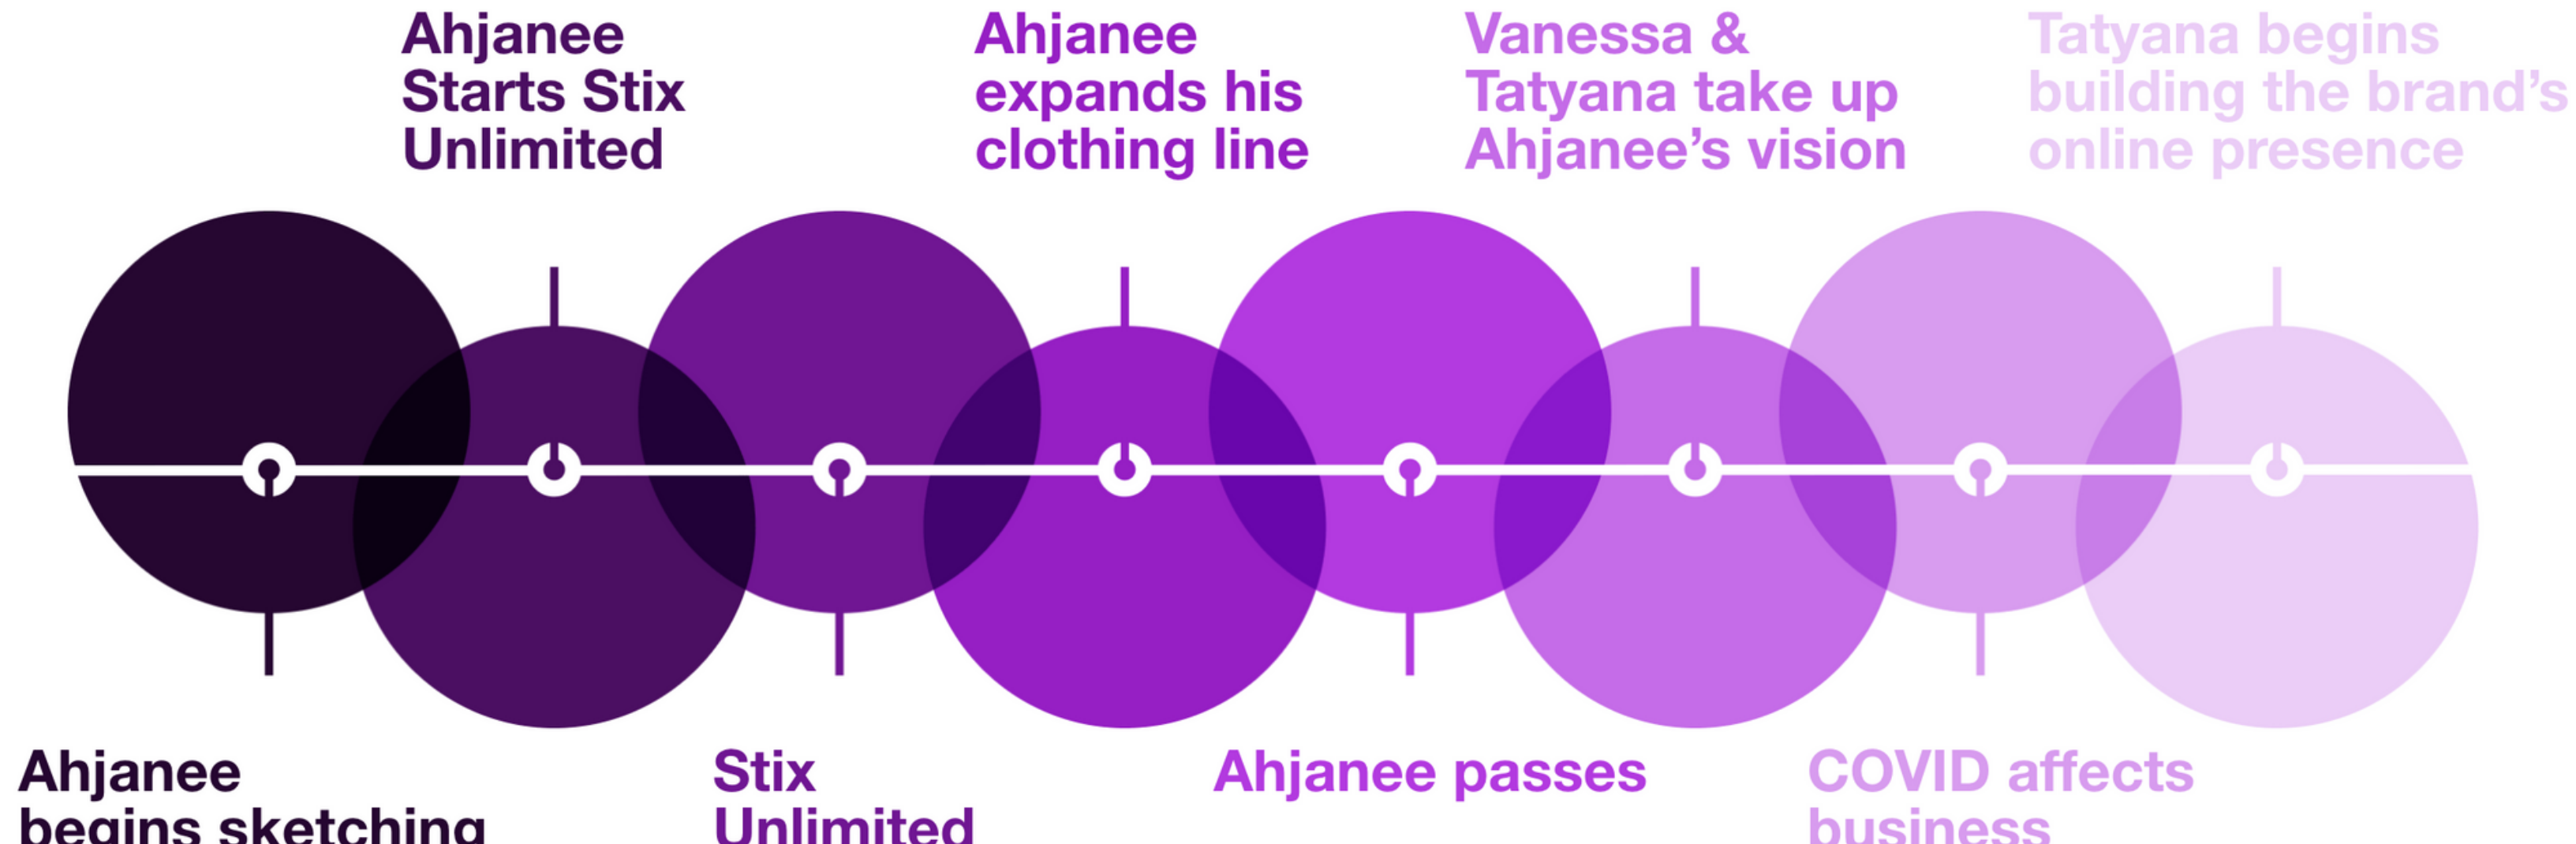 Ahjanee
Starts Stix
Unlimited
Ahjanee
expands his
clothing line
Vanessa &
Tatyana take up
Ahjanee’s vision
Tatyana begins
building the brand’s
online presence
Ahjanee
begins sketching
Stix
Unlimited
Ahjanee passes
COVID affects
business